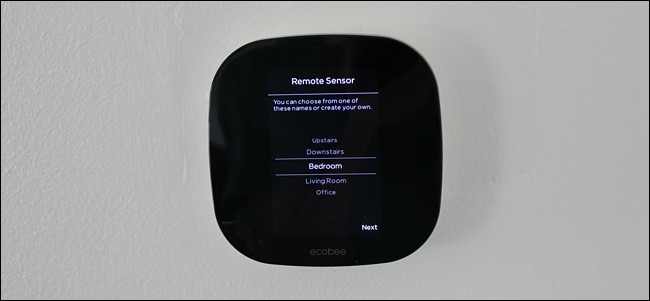 Remote Sensor
You can choose from one of
these names or create your own.
Upstairs
Downstairs
Bedroom
Living Room
Office
Next
ecobee